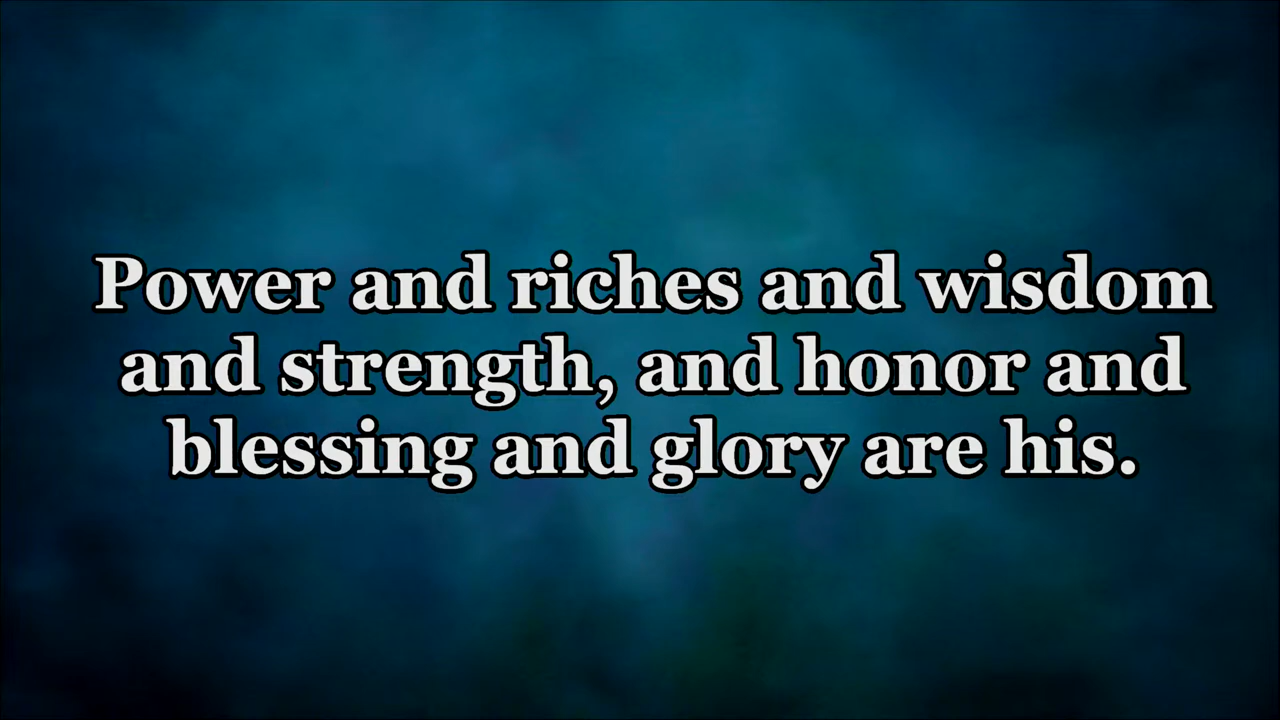 Power and riches and wisdom
and strength, and honor and
blessing and glory are his.